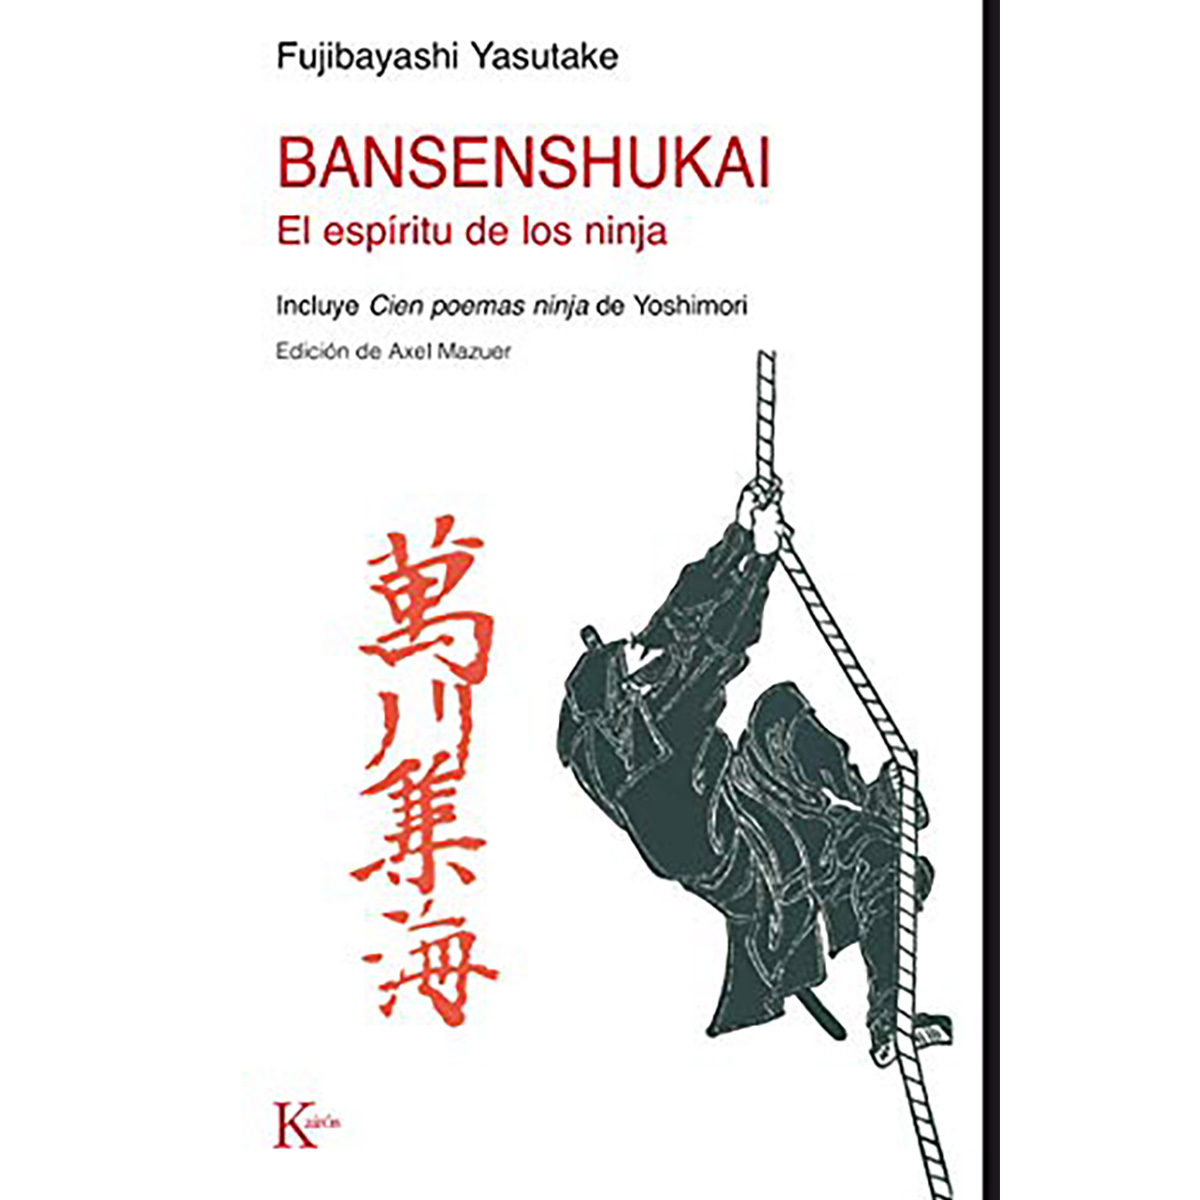 Fujibayashi Yasutake
BANSENSHUKAI
El espíritu de los ninja
Incluye Cien poemas ninja de Yoshimori
Edición de Axel Mazuer
萬川集海
Kairós